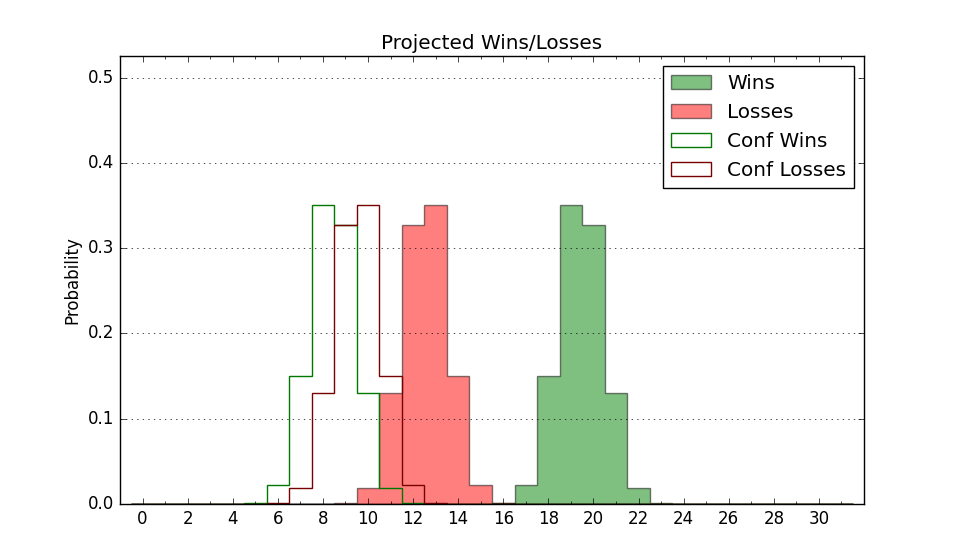 Projected Wins/Losses
Probability
0.5
0.4
0.3
0.2
0.1
0.0
0 2 4 6 8 10 12 14 16 18 20 22 24 26 28 30
Wins
Losses
Conf Wins
Conf Losses